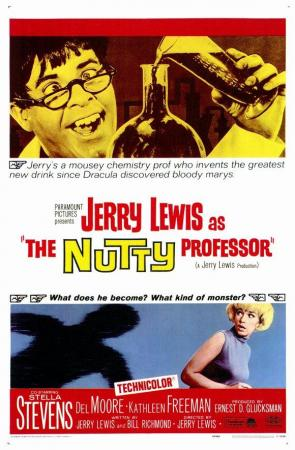 Jerry's a mousey chemistry prof who invents the greatest
new drink since Dracula discovered bloody marys.
PARAMOUNT
PICTURES
presents
JERRY LEWIS as
"THE NUTTY PROFESSOR"
(A Jerry Lewis Production)
What does he become? What kind of monster?
TECHNICOLOR®
CO-STARRING
STELLA
STEVENS
DEL MOORE · KATHLEEN FREEMAN
PRODUCED BY
ERNEST D. GLUCKSMAN
WRITTEN BY
JERRY LEWIS and BILL RICHMOND
DIRECTED BY
JERRY LEWIS